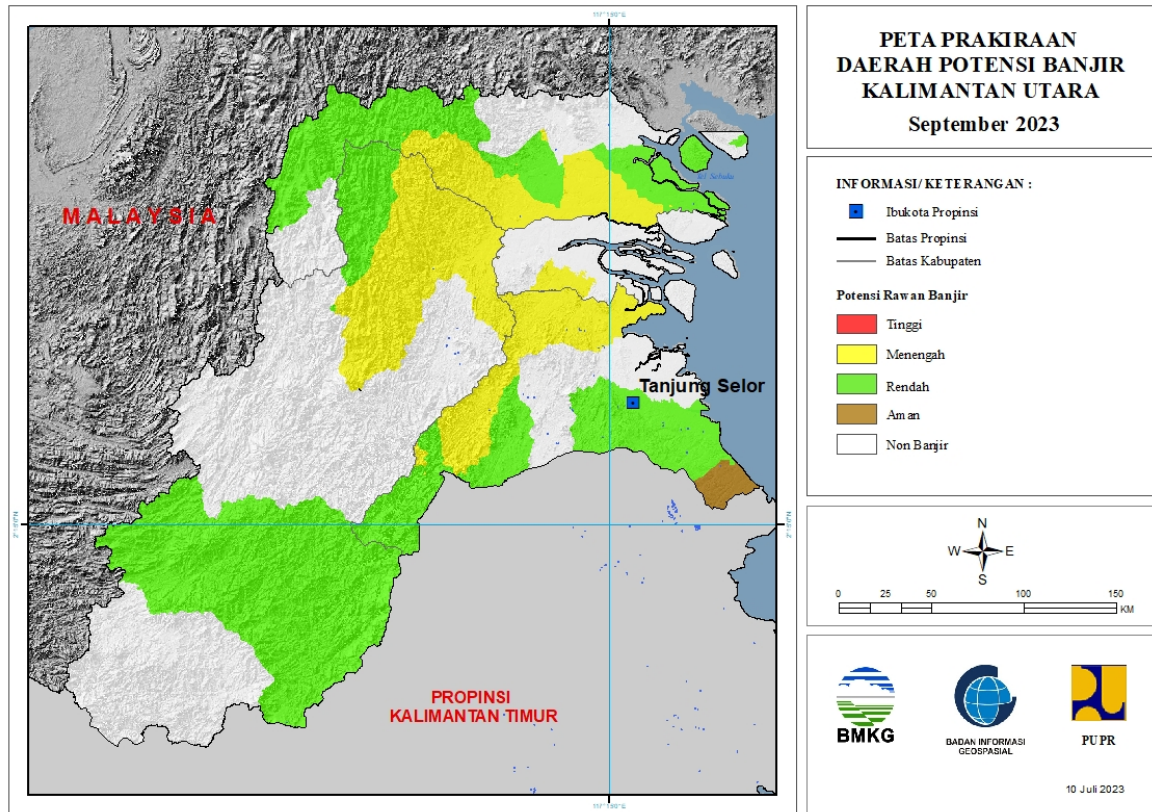 PETA PRAKIRAAN
DAERAH POTENSI BANJIR
KALIMANTAN UTARA
September 2023
INFORMASI/ KETERANGAN :
Ibukota Propinsi
Batas Propinsi
Batas Kabupaten
Potensi Rawan Banjir
Tinggi
Menengah
Rendah
Aman
Non Banjir
N
W E
S
0 25 50 100 150
KM
BMKG
BADAN INFORMASI
GEOSPASIAL
PUPR
10 Juli 2023
MALAYSIA
Tanjung Selor
PROPINSI
KALIMANTAN TIMUR